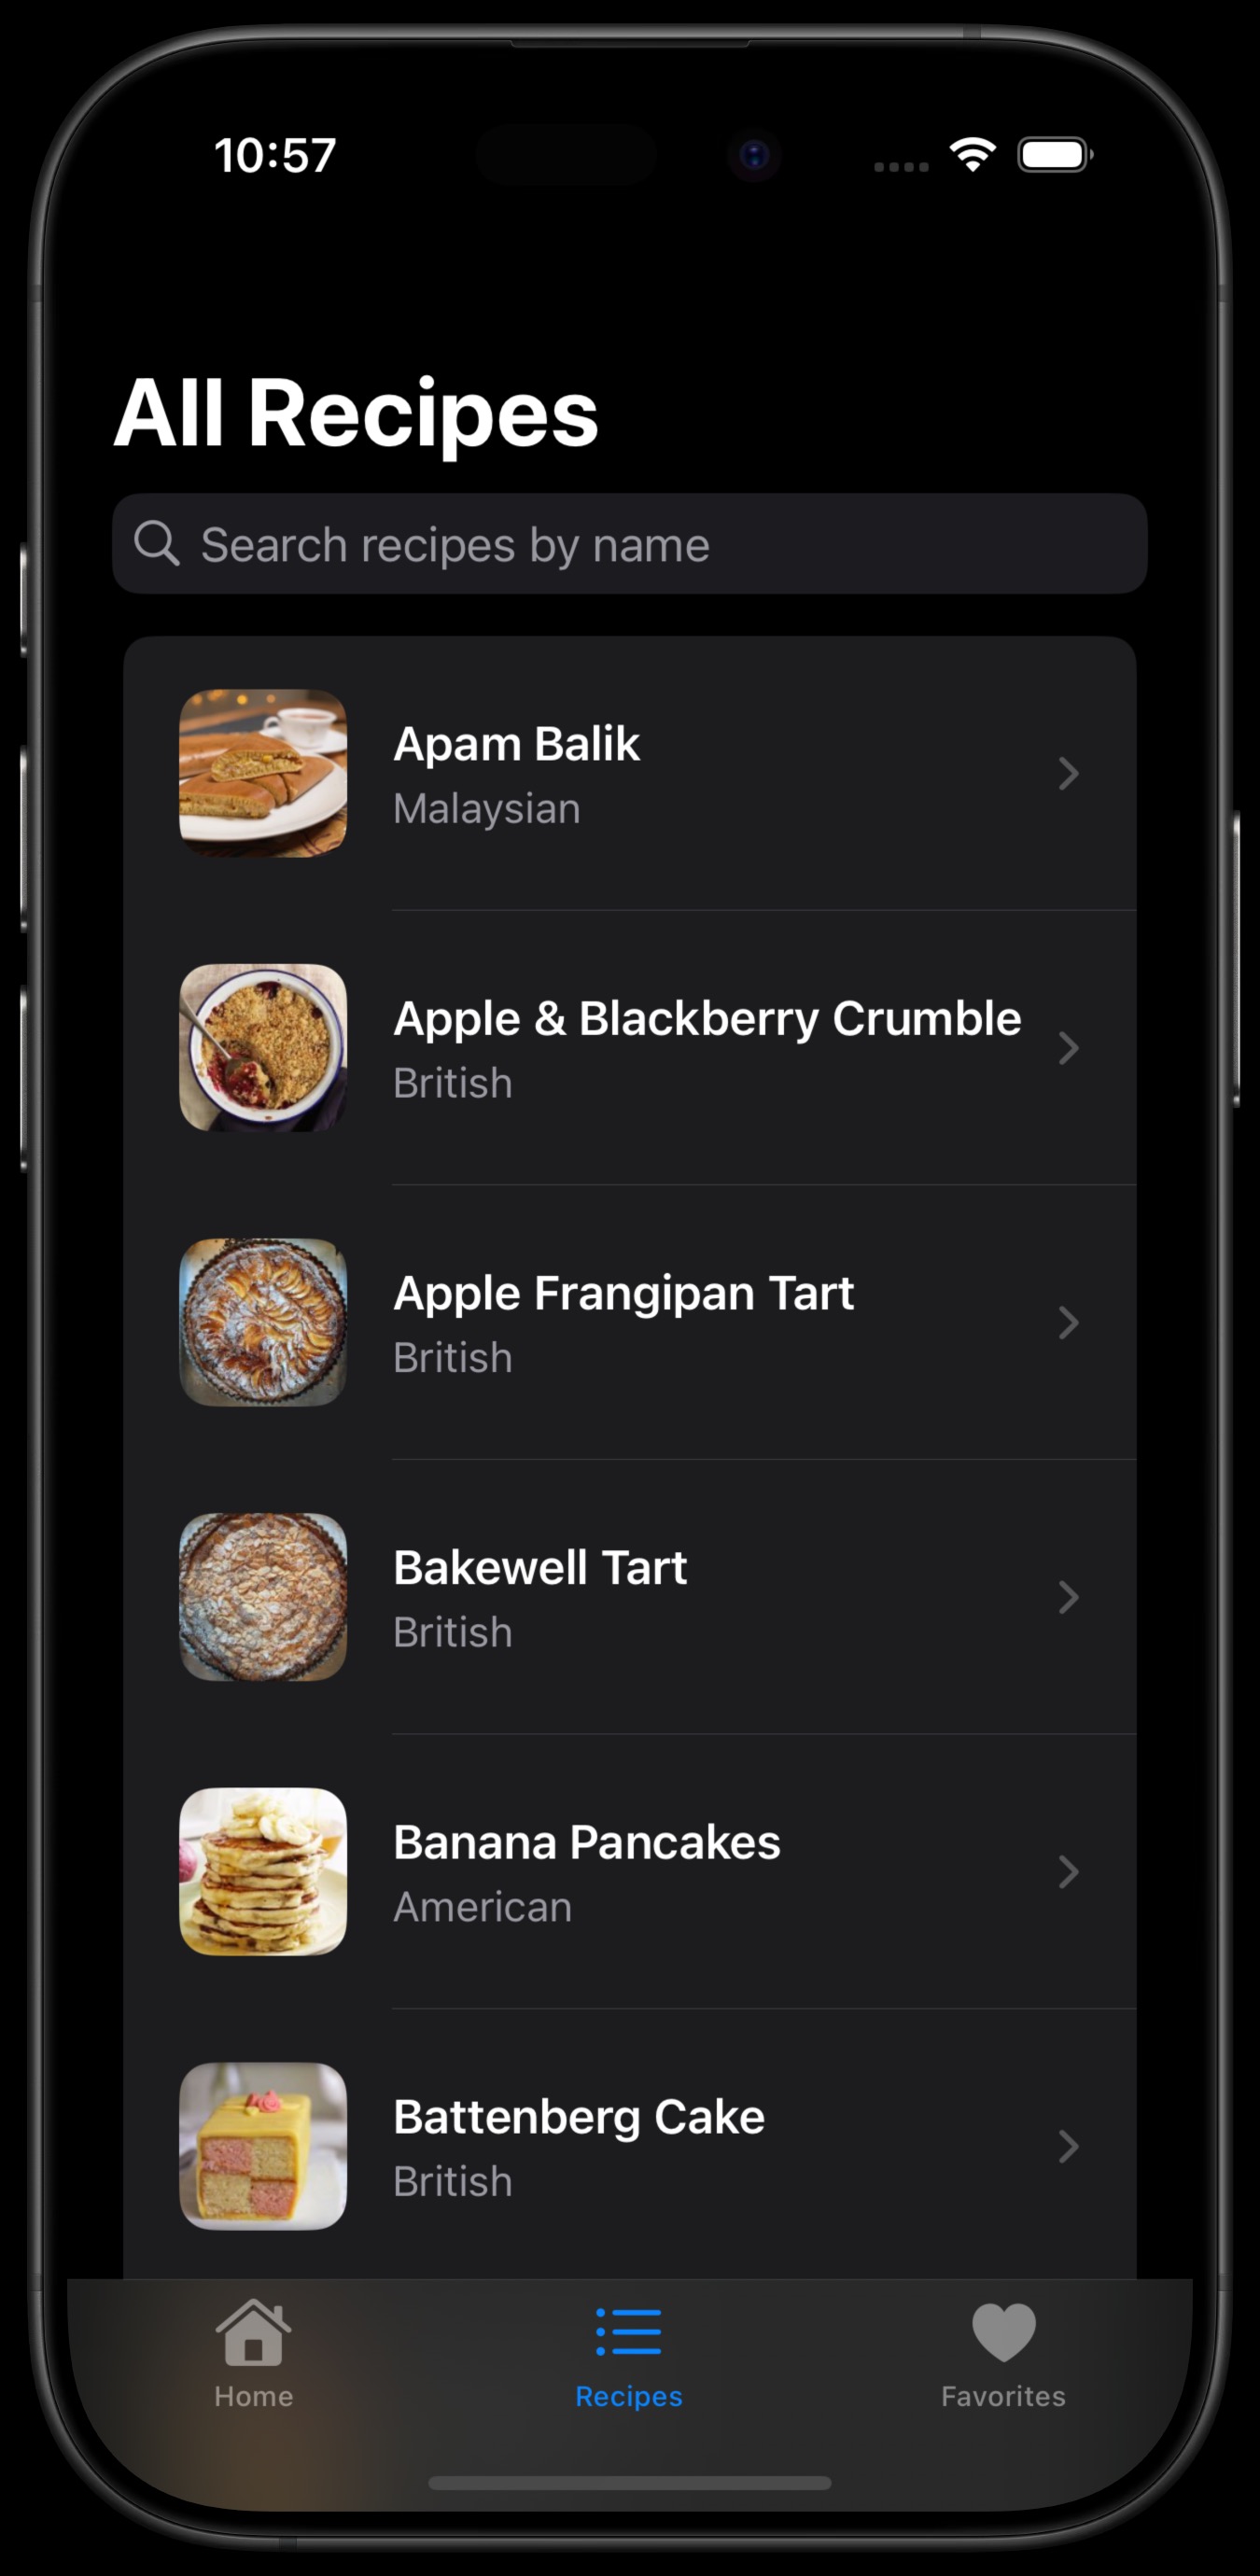 10:57
All Recipes
Search recipes by name
Apam Balik
Malaysian
Apple & Blackberry Crumble
British
Apple Frangipan Tart
British
Bakewell Tart
British
Banana Pancakes
American
Battenberg Cake
British
Home
Recipes
Favorites